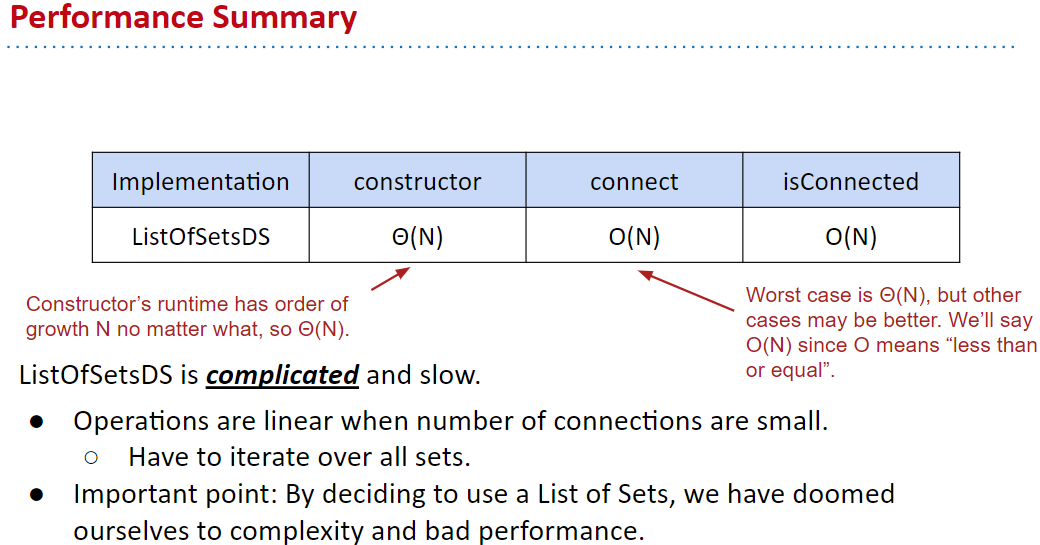 Performance Summary
Implementation constructor connect isConnected
ListOfSetsDS Θ(N) O(N) O(N)
Constructor’s runtime has order of
growth N no matter what, so Θ(N).
Worst case is Θ(N), but other
cases may be better. We’ll say
O(N) since O means “less than
or equal”.
ListOfSetsDS is complicated and slow.
● Operations are linear when number of connections are small.
○ Have to iterate over all sets.
● Important point: By deciding to use a List of Sets, we have doomed
ourselves to complexity and bad performance.